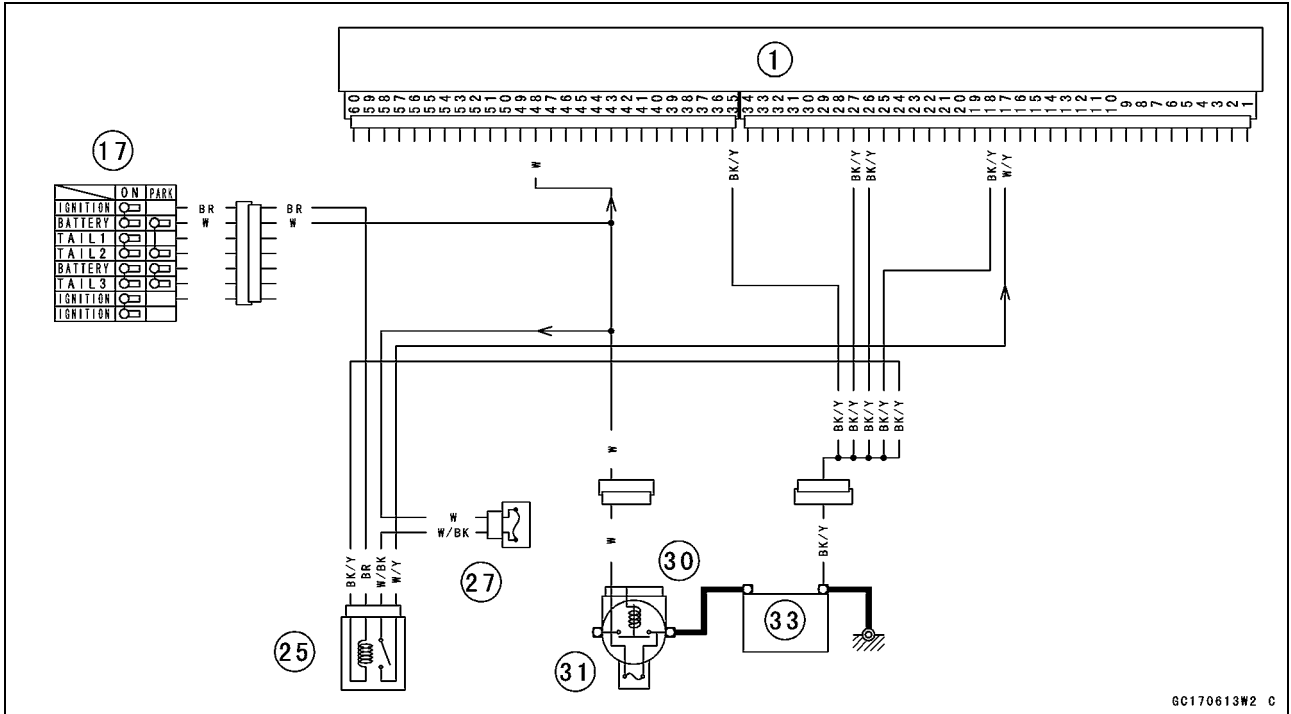 1
60 59 58 57 56 55 54 53 52 51 50 49 48 47 46 45 44 43 42 41 40 39 38 37 36 35 34 33 32 31 30 29 28 27 26 25 24 23 22 21 20 19 18 17 16 15 14 13 12 11 10 9 8 7 6 5 4 3 2 1
17
W
BK/Y
BK/Y
BK/Y
BK/Y
W/Y
ON PARK
IGNITION
BATTERY
TAIL1
TAIL2
BATTERY
TAIL3
IGNITION
IGNITION
BR
W
BR
W
BK/Y
BK/Y
BK/Y
BK/Y
BK/Y
W
W
W/BK
W
BK/Y
BK/Y
BR
W/BK
W/Y
27
30
33
25
31
GC170613W2 C